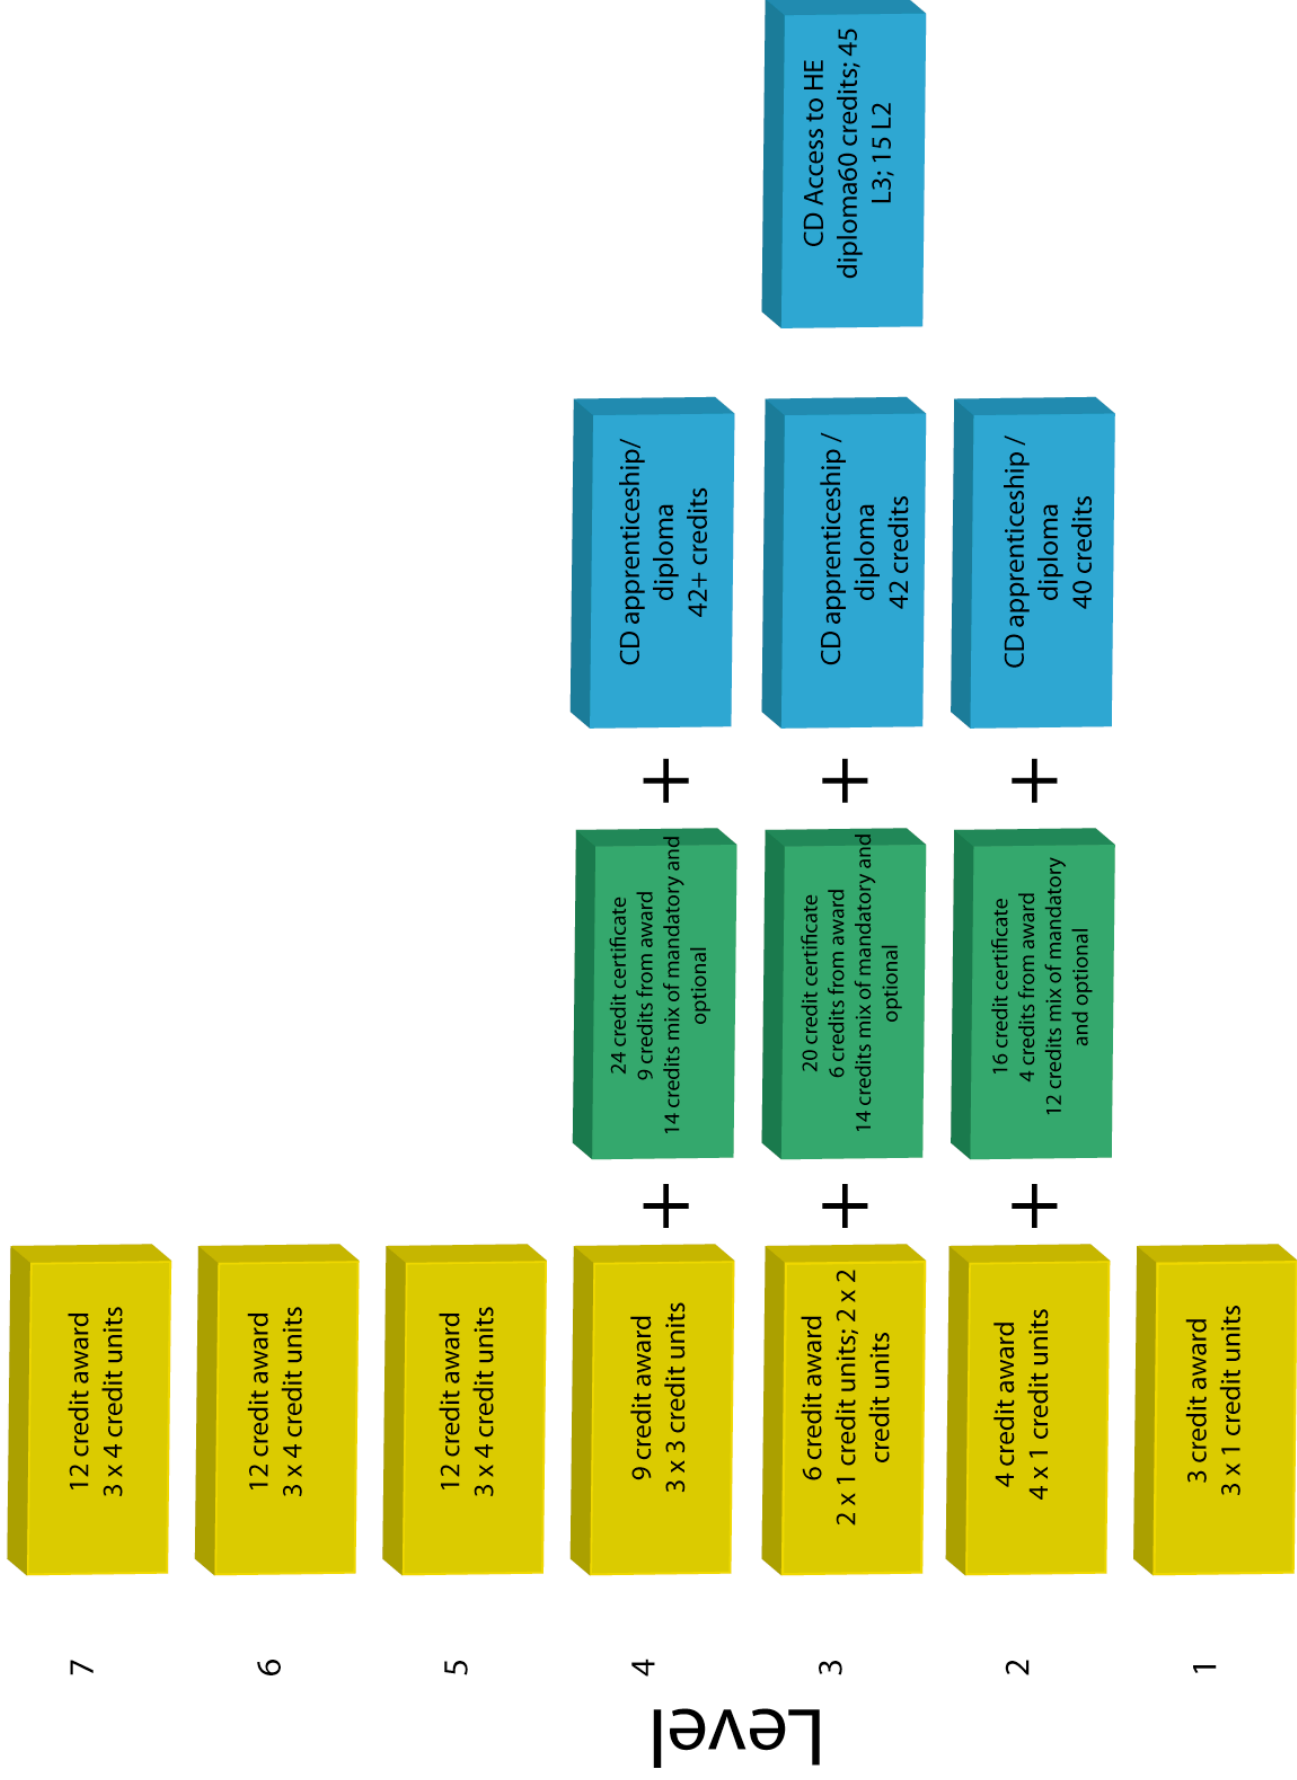 Level
7
12 credit award
3 x 4 credit units
6
12 credit award
3 x 4 credit units
5
12 credit award
3 x 4 credit units
4
9 credit award
3 x 3 credit units
+
24 credit certificate
9 credits from award
14 credits mix of mandatory and
optional
+
CD apprenticeship/
diploma
42+ credits
3
6 credit award
2 x 1 credit units; 2 x 2
credit units
+
20 credit certificate
6 credits from award
14 credits mix of mandatory and
optional
+
CD apprenticeship /
diploma
42 credits
CD Access to HE
diploma60 credits; 45
L3; 15 L2
2
4 credit award
4 x 1 credit units
+
16 credit certificate
4 credits from award
12 credits mix of mandatory
and optional
+
CD apprenticeship /
diploma
40 credits
1
3 credit award
3 x 1 credit units